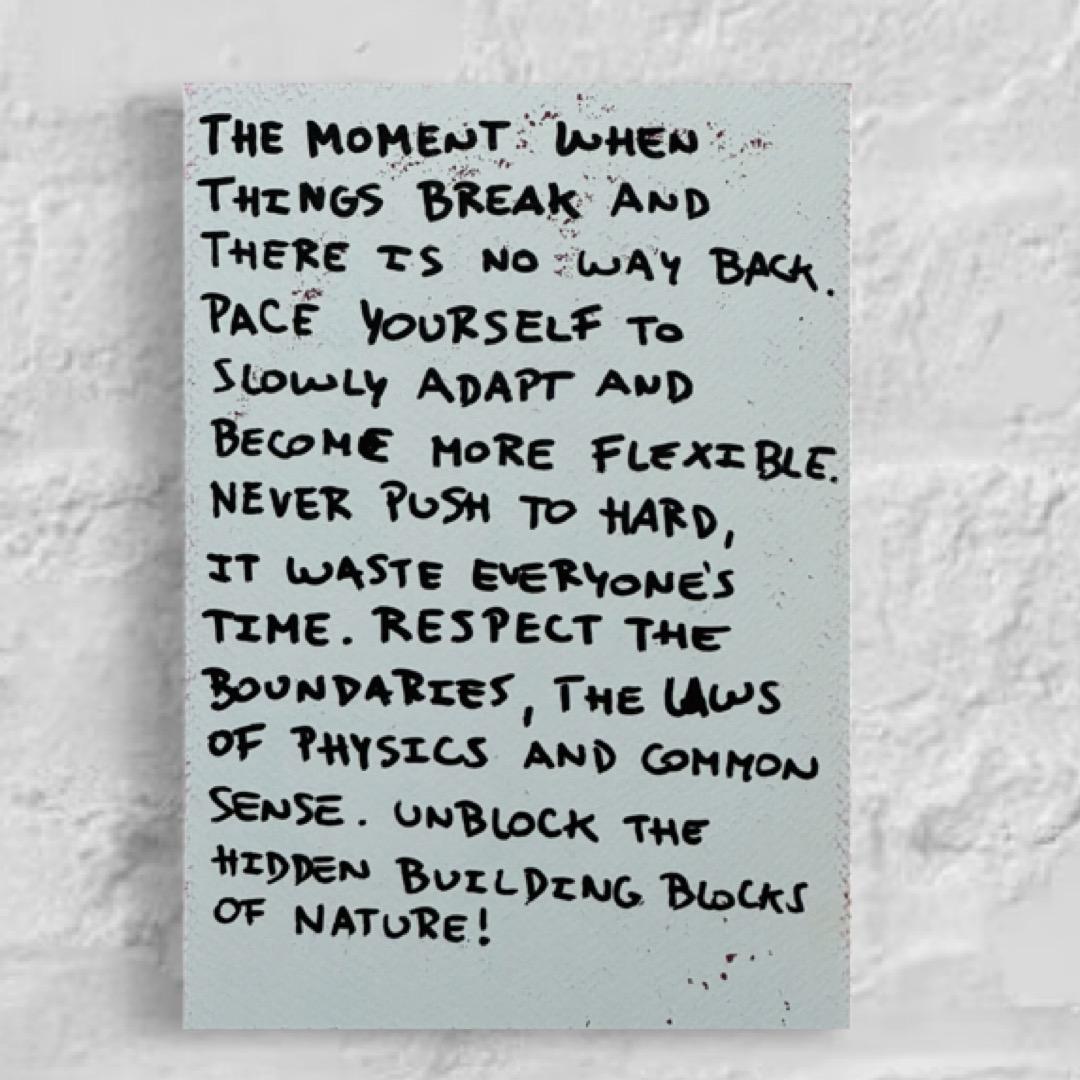 THE MOMENT WHEN
THINGS BREAK AND
THERE IS NO WAY BACK.
PACE YOURSELF TO
SLOWLY ADAPT AND
BECOME MORE FLEXIBLE.
NEVER PUSH TO HARD,
IT WASTE EVERYONE'S
TIME. RESPECT THE
BOUNDARIES, THE LAWS
OF PHYSICS AND COMMON
SENSE. UNBLOCK THE
HIDDEN BUILDING BLOCKS
OF NATURE!